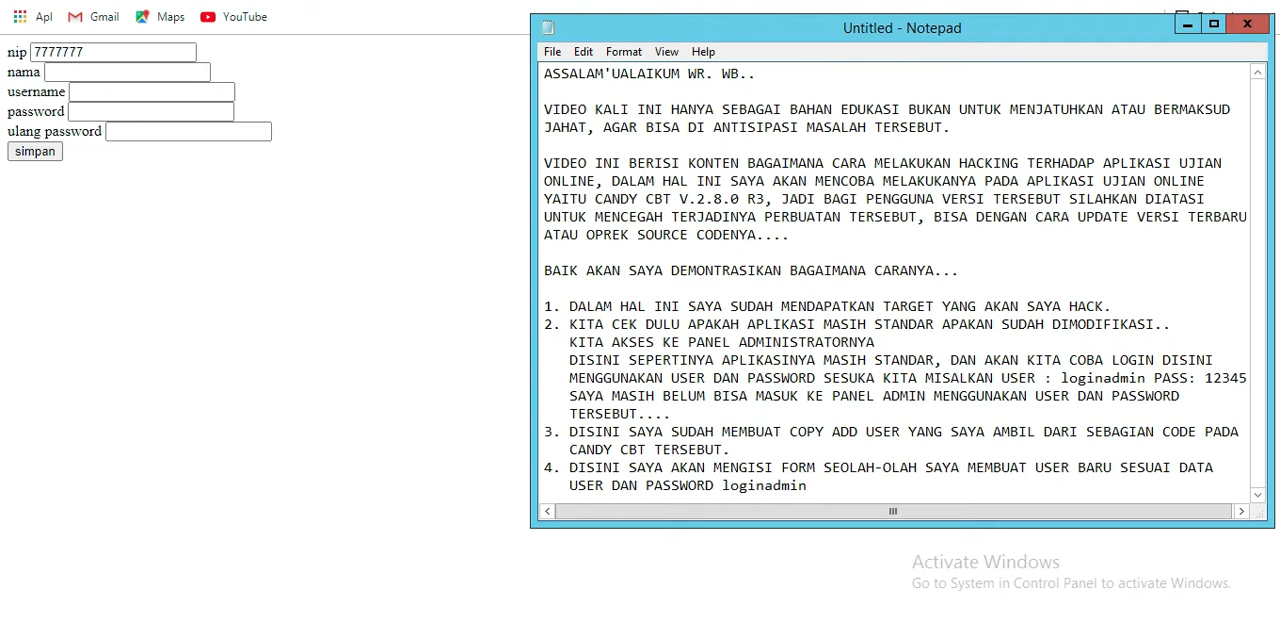 Apl Gmail Maps YouTube
nip 7777777
nama
username
password
ulang password
simpan
Untitled - Notepad
File Edit Format View Help
ASSALAM'UALAIKUM WR. WB..
VIDEO KALI INI HANYA SEBAGAI BAHAN EDUKASI BUKAN UNTUK MENJATUHKAN ATAU BERMAKSUD
JAHAT, AGAR BISA DI ANTISIPASI MASALAH TERSEBUT.
VIDEO INI BERISI KONTEN BAGAIMANA CARA MELAKUKAN HACKING TERHADAP APLIKASI UJIAN
ONLINE, DALAM HAL INI SAYA AKAN MENCOBA MELAKUKANYA PADA APLIKASI UJIAN ONLINE
YAITU CANDY CBT V.2.8.0 R3, JADI BAGI PENGGUNA VERSI TERSEBUT SILAHKAN DIATASI
UNTUK MENCEGAH TERJADINYA PERBUATAN TERSEBUT, BISA DENGAN CARA UPDATE VERSI TERBARU
ATAU OPREK SOURCE CODENYA....
BAIK AKAN SAYA DEMONTRASIKAN BAGAIMANA CARANYA...
1. DALAM HAL INI SAYA SUDAH MENDAPATKAN TARGET YANG AKAN SAYA HACK.
2. KITA CEK DULU APAKAH APLIKASI MASIH STANDAR APAKAN SUDAH DIMODIFIKASI..
KITA AKSES KE PANEL ADMINISTRATORNYA
DISINI SEPERTINYA APLIKASINYA MASIH STANDAR, DAN AKAN KITA COBA LOGIN DISINI
MENGGUNAKAN USER DAN PASSWORD SESUKA KITA MISALKAN USER : loginadmin PASS: 12345
SAYA MASIH BELUM BISA MASUK KE PANEL ADMIN MENGGUNAKAN USER DAN PASSWORD
TERSEBUT....
3. DISINI SAYA SUDAH MEMBUAT COPY ADD USER YANG SAYA AMBIL DARI SEBAGIAN CODE PADA
CANDY CBT TERSEBUT.
4. DISINI SAYA AKAN MENGISI FORM SEOLAH-OLAH SAYA MEMBUAT USER BARU SESUAI DATA
USER DAN PASSWORD loginadmin
Activate Windows
Go to System in Control Panel to activate Windows.